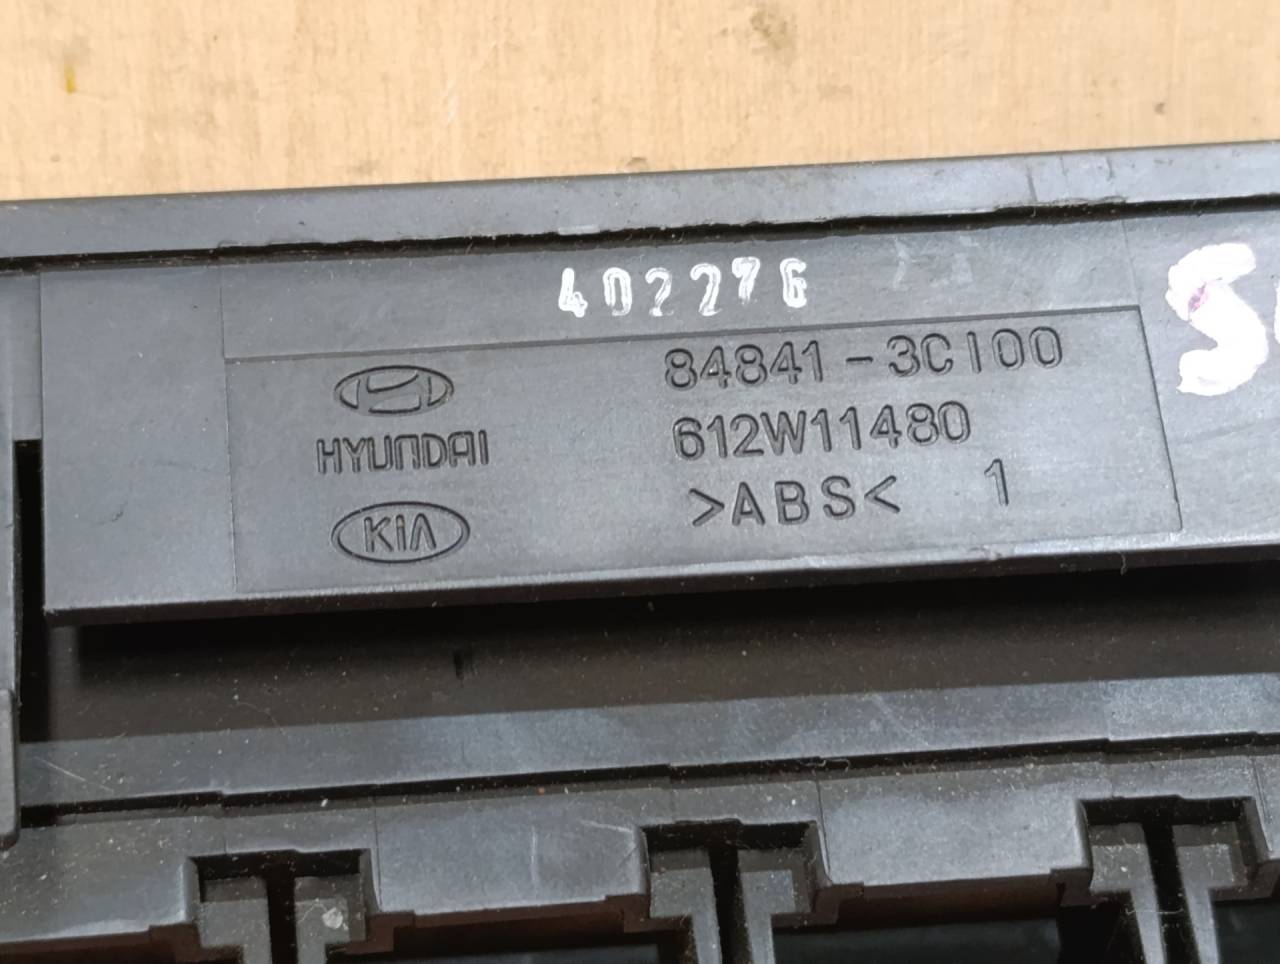 402276
84841-3C100
HYUNDAI
612W11480
KIA
>ABS< 1